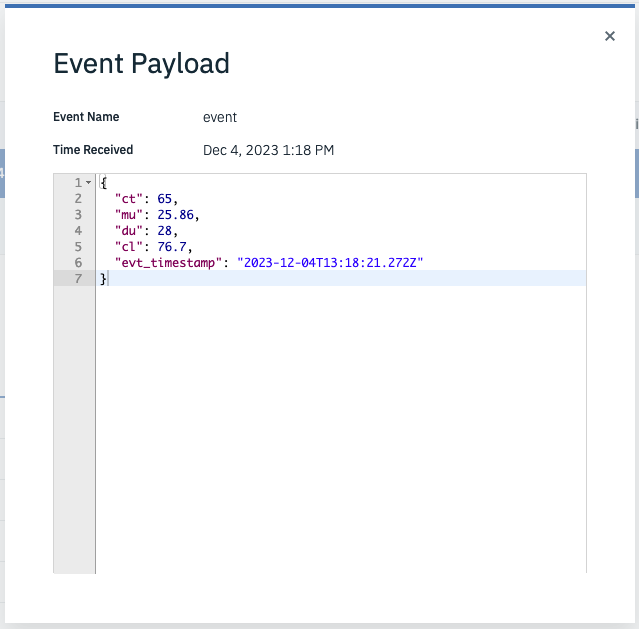 Event Payload
Event Name event
Time Received Dec 4, 2023 1:18 PM
1 {
2 "ct": 65,
3 "mu": 25.86,
4 "du": 28,
5 "cl": 76.7,
6 "evt_timestamp": "2023-12-04T13:18:21.272Z"
7 }